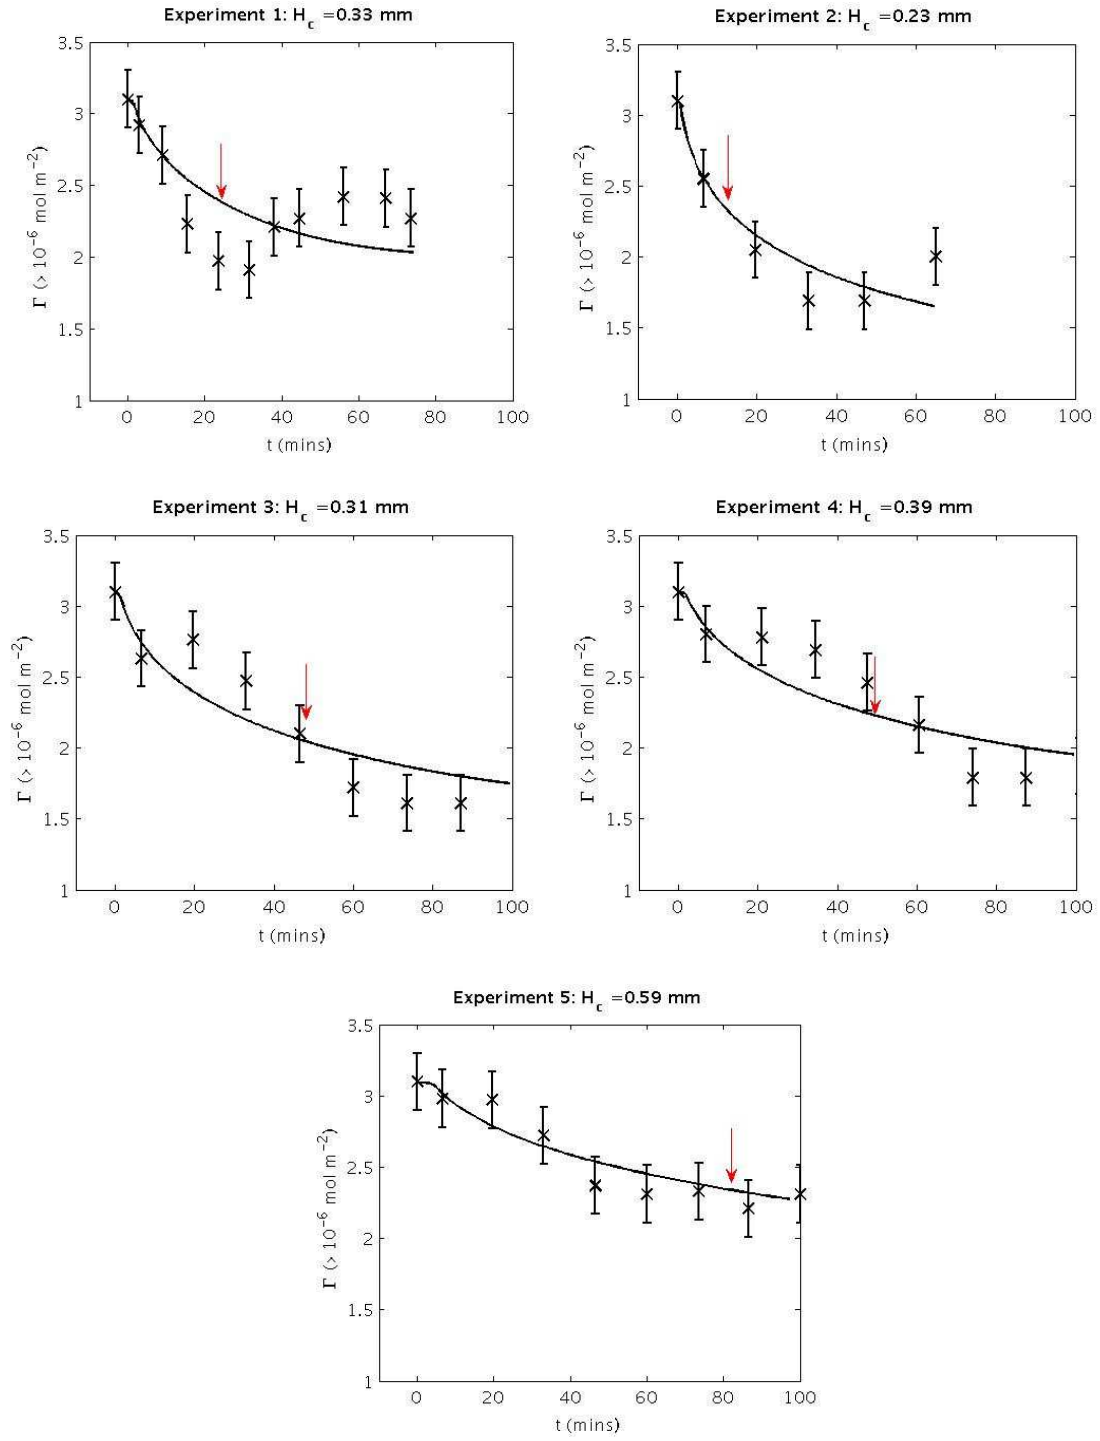 Experiment 1: H_c =0.33 mm
3.5
3
2.5
2
1.5
1
Γ (> 10^−6 mol m^−2)
0 20 40 60 80 100
t (mins)
Experiment 2: H_c =0.23 mm
3.5
3
2.5
2
1.5
1
Γ (> 10^−6 mol m^−2)
0 20 40 60 80 100
t (mins)
Experiment 3: H_c =0.31 mm
3.5
3
2.5
2
1.5
1
Γ (> 10^−6 mol m^−2)
0 20 40 60 80 100
t (mins)
Experiment 4: H_c =0.39 mm
3.5
3
2.5
2
1.5
1
Γ (> 10^−6 mol m^−2)
0 20 40 60 80 100
t (mins)
Experiment 5: H_c =0.59 mm
3.5
3
2.5
2
1.5
1
Γ (> 10^−6 mol m^−2)
0 20 40 60 80 100
t (mins)